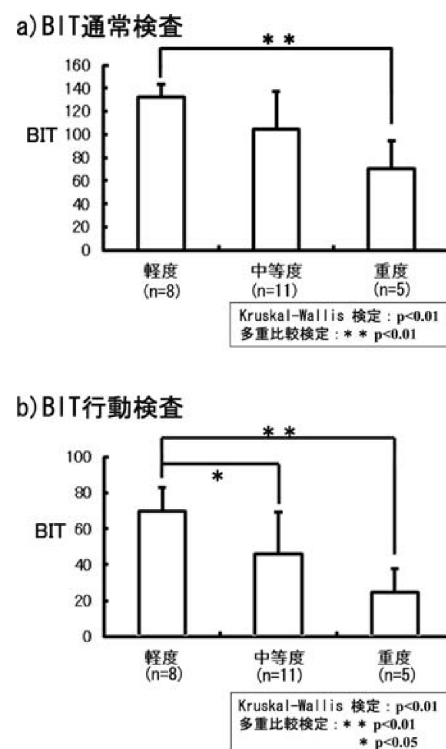 a)BIT通常検査
**
160
140
120
100
80
60
40
20
0
BIT
軽度 中等度 重度
(n=8) (n=11) (n=5)
Kruskal-Wallis 検定：p<0.01
多重比較検定：** p<0.01
b)BIT行動検査
**
*
100
80
60
40
20
0
BIT
軽度 中等度 重度
(n=8) (n=11) (n=5)
Kruskal-Wallis 検定：p<0.01
多重比較検定：** p<0.01
* p<0.05